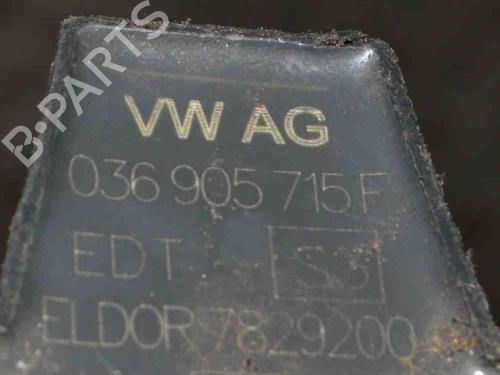 B-PARTS
VW AG
036 905 715 F
EDT S3
ELDOR 7829200